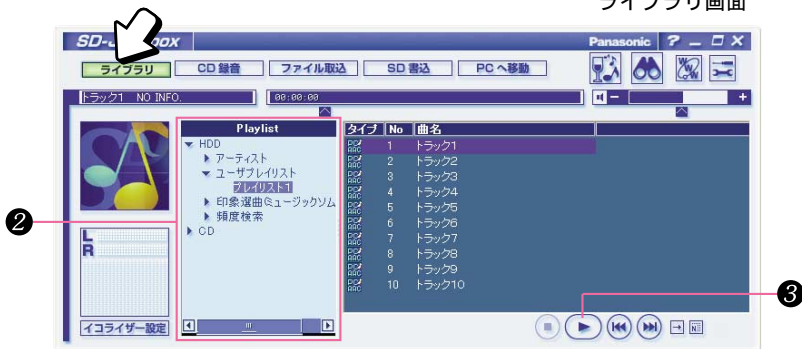 ライブラリ画面
SD-J box
Panasonic ? _ □ X
ライブラリ CD 録音 ファイル取込 SD 書込 PC へ移動
トラック1 NO INFO. 00:00:00
− +
Playlist タイプ No 曲名
HDD
アーティスト
ユーザプレイリスト
プレイリスト1
印象選曲《ミュージックソム
頻度検索
CD
1 トラック1
2 トラック2
3 トラック3
4 トラック4
5 トラック5
6 トラック6
7 トラック7
8 トラック8
9 トラック9
10 トラック10
❷
❸
L
R
イコライザー設定